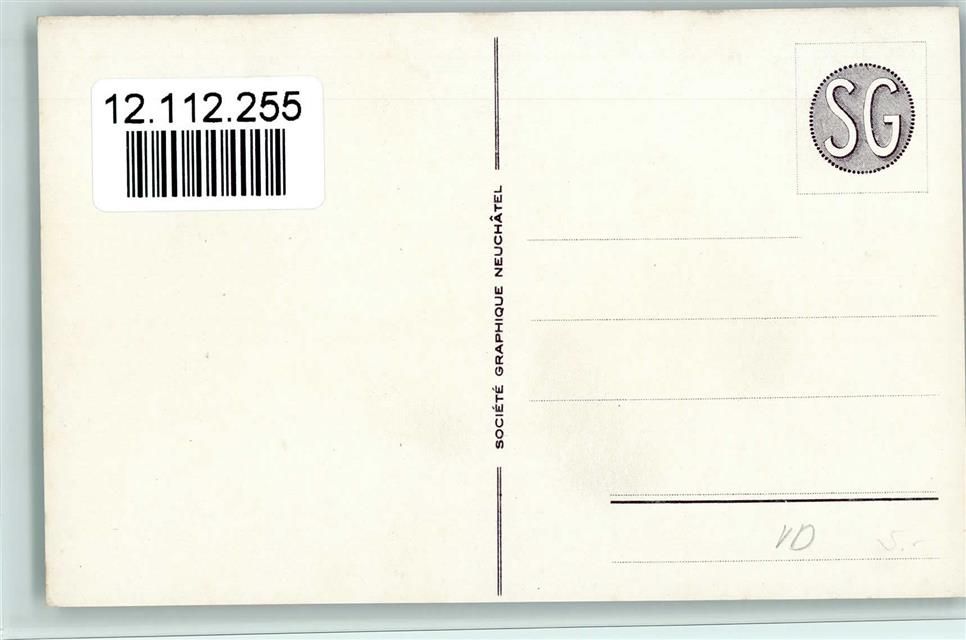 12.112.255
SG
SOCIÉTÉ GRAPHIQUE NEUCHÂTEL
VD
5.-